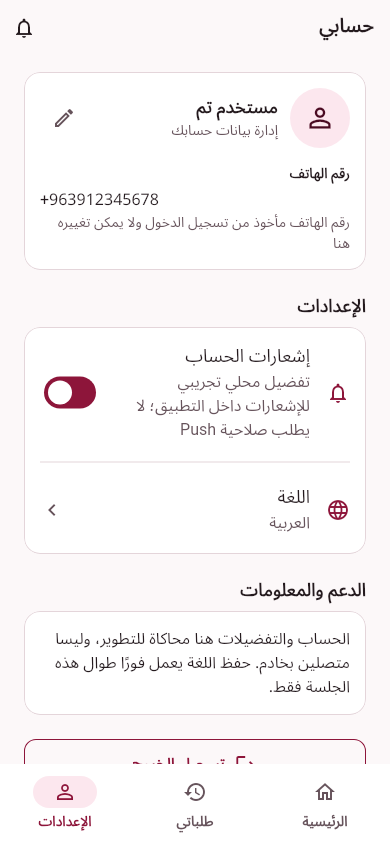 حسابي
مستخدم تم
إدارة بيانات حسابك
رقم الهاتف
+963912345678
رقم الهاتف مأخوذ من تسجيل الدخول ولا يمكن تغييره
هنا
الإعدادات
إشعارات الحساب
تفضيل محلي تجريبي
للإشعارات داخل التطبيق؛ لا
يطلب صلاحية Push
اللغة
العربية
الدعم والمعلومات
الحساب والتفضيلات هنا محاكاة للتطوير، وليسا
متصلين بخادم. حفظ اللغة يعمل فورًا طوال هذه
الجلسة فقط.
الرئيسية
طلباتي
الإعدادات